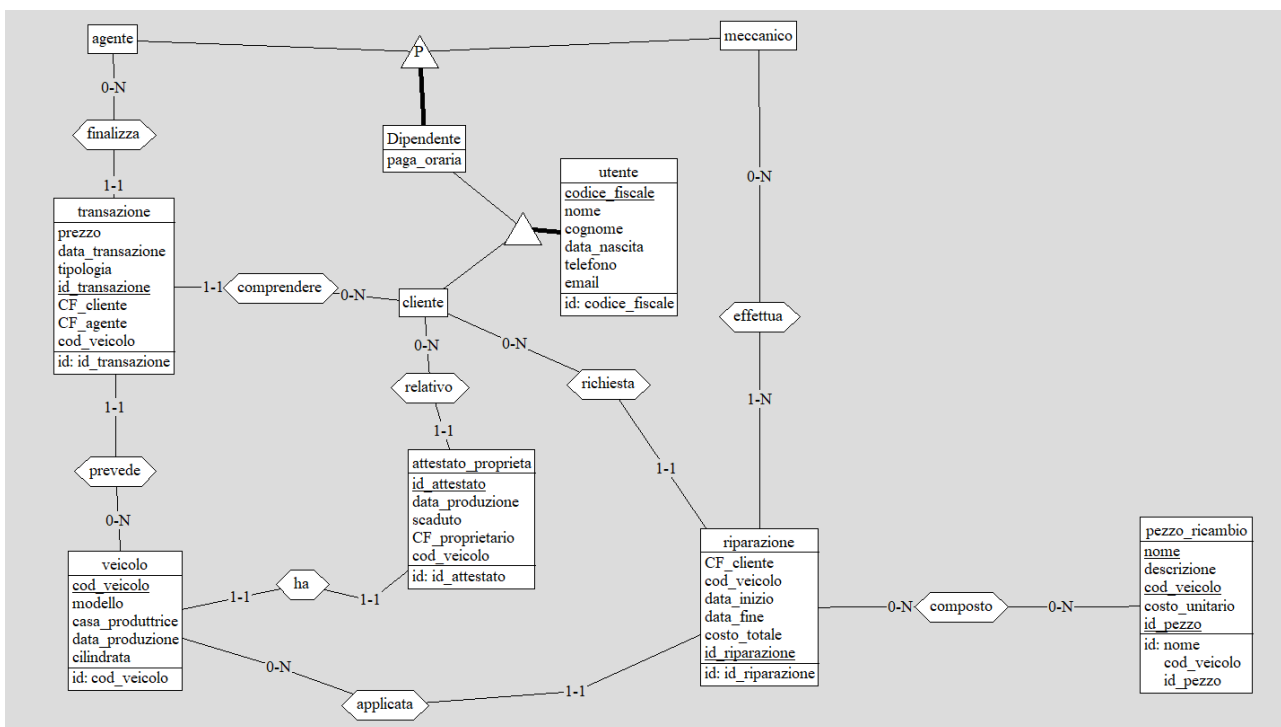 agente
P
meccanico
0-N
finalizza
1-1
Dipendente
paga_oraria
utente
codice_fiscale
nome
cognome
data_nascita
telefono
email
id: codice_fiscale
0-N
transazione
prezzo
data_transazione
tipologia
id_transazione
CF_cliente
CF_agente
cod_veicolo
id: id_transazione
1-1
comprendere
0-N
cliente
effettua
0-N
relativo
1-1
0-N
richiesta
1-1
1-N
1-1
prevede
0-N
attestato_proprieta
id_attestato
data_produzione
scaduto
CF_proprietario
cod_veicolo
id: id_attestato
veicolo
cod_veicolo
modello
casa_produttrice
data_produzione
cilindrata
id: cod_veicolo
1-1
ha
1-1
0-N
applicata
1-1
riparazione
CF_cliente
cod_veicolo
data_inizio
data_fine
costo_totale
id_riparazione
id: id_riparazione
0-N
composto
0-N
pezzo_ricambio
nome
descrizione
cod_veicolo
costo_unitario
id_pezzo
id: nome
cod_veicolo
id_pezzo